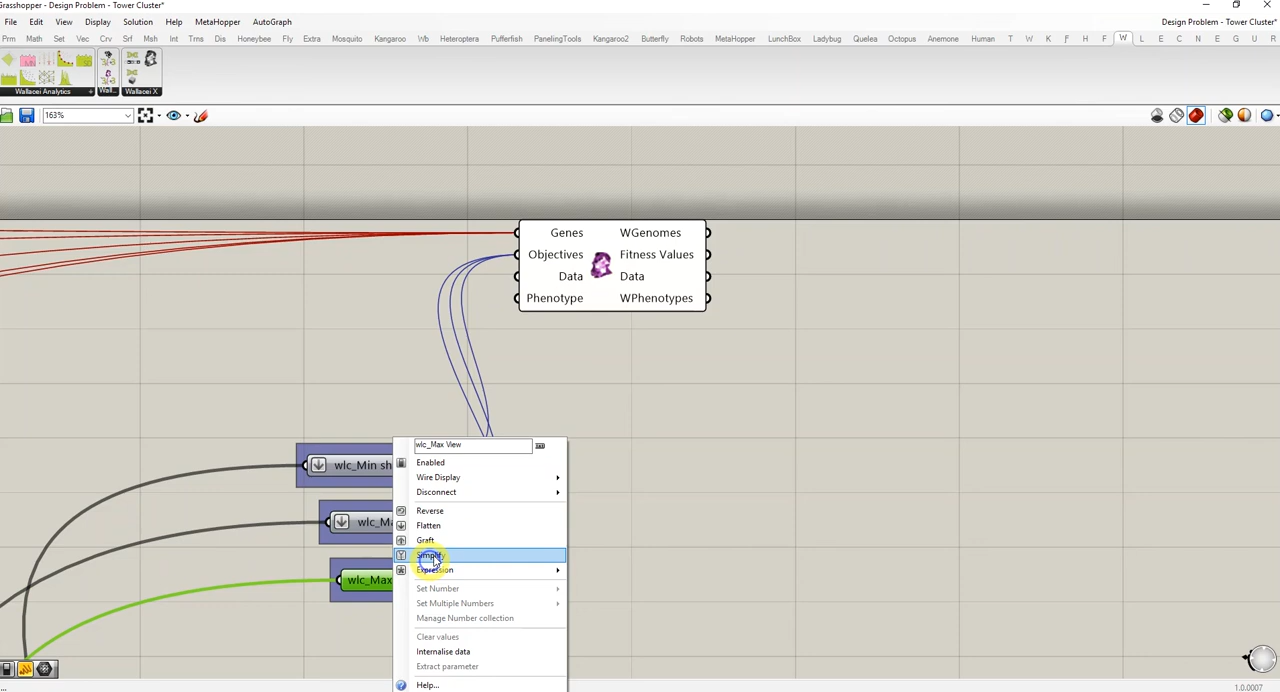 Grasshopper - Design Problem - Tower Cluster*
File Edit View Display Solution Help MetaHopper AutoGraph Design Problem - Tower Cluster*
Prm Math Set Vec Crv Srf Msh Int Trns Dis Honeybee Fly Extra Mosquito Kangaroo Wb Heteroptera Pufferfish PanelingTools Kangaroo2 Butterfly Robots MetaHopper LunchBox Ladybug Quelea Octopus Anemone Human T W K F H F W L E C N E G U R
Wallacei Analytics Wall... Wallacei X
163%
Genes WGenomes
Objectives Fitness Values
Data Data
Phenotype WPhenotypes
wlc_Max View
wlc_Min sh
Enabled
Wire Display
Disconnect
Reverse
wlc_Ma
Flatten
Graft
Simplify
Expression
wlc_Max
Set Number
Set Multiple Numbers
Manage Number collection
Clear values
Internalise data
Extract parameter
Help...
...
1.0.0007